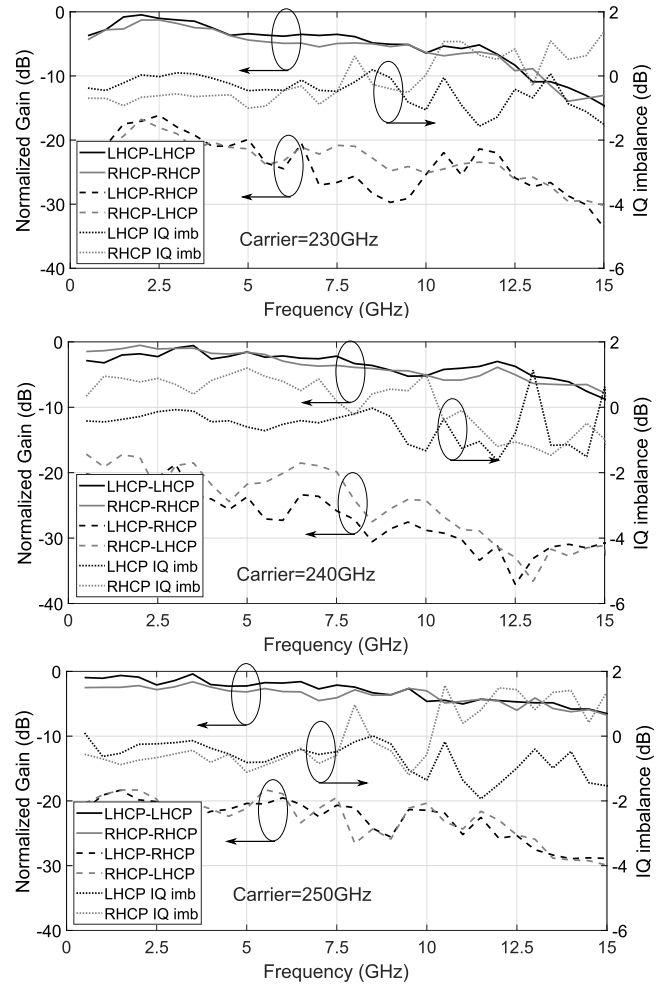 0
-10
-20
-30
-40
2
0
-2
-4
-6
Normalized Gain (dB)
IQ imbalance (dB)
LHCP-LHCP
RHCP-RHCP
LHCP-RHCP
RHCP-LHCP
LHCP IQ imb
RHCP IQ imb
Carrier=230GHz
0 2.5 5 7.5 10 12.5 15
Frequency (GHz)
0
-10
-20
-30
-40
2
0
-2
-4
-6
Normalized Gain (dB)
IQ imbalance (dB)
LHCP-LHCP
RHCP-RHCP
LHCP-RHCP
RHCP-LHCP
LHCP IQ imb
RHCP IQ imb
Carrier=240GHz
0 2.5 5 7.5 10 12.5 15
Frequency (GHz)
0
-10
-20
-30
-40
2
0
-2
-4
-6
Normalized Gain (dB)
IQ imbalance (dB)
LHCP-LHCP
RHCP-RHCP
LHCP-RHCP
RHCP-LHCP
LHCP IQ imb
RHCP IQ imb
Carrier=250GHz
0 2.5 5 7.5 10 12.5 15
Frequency (GHz)